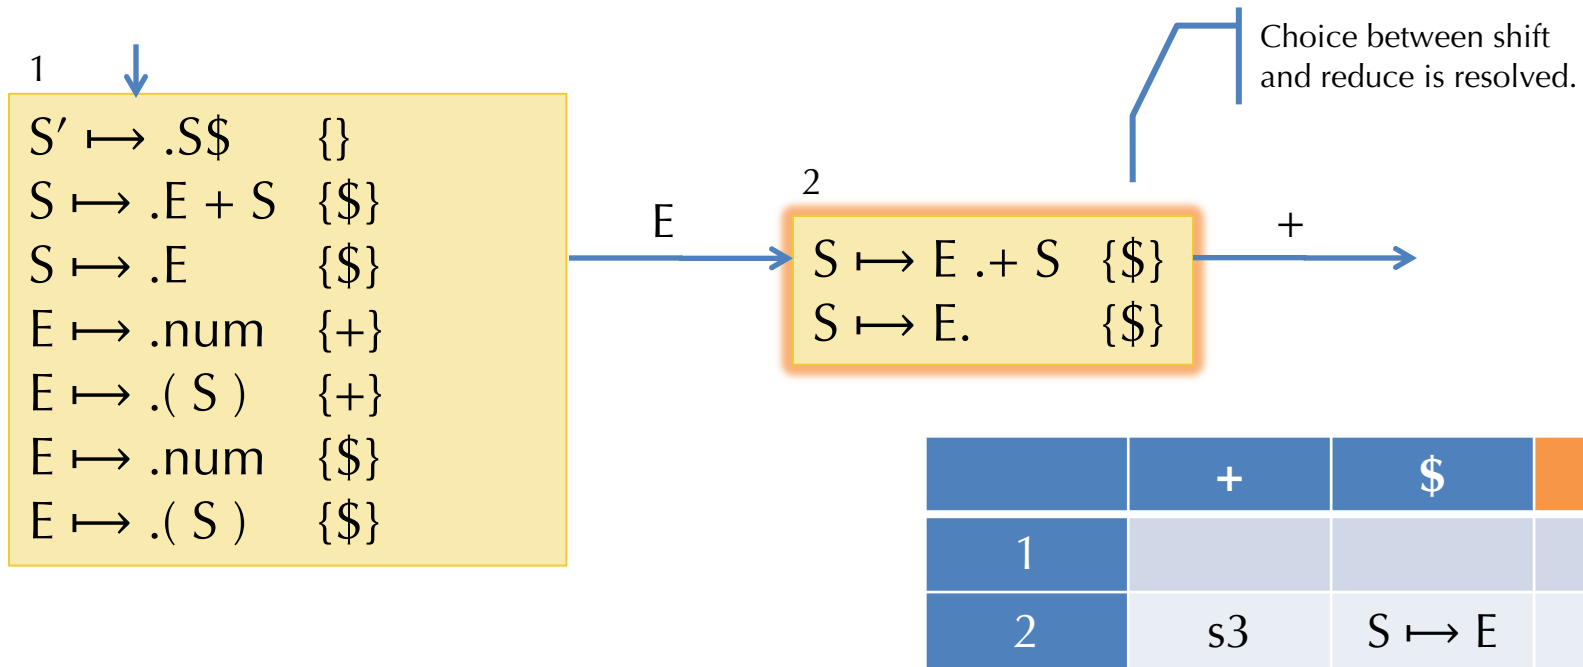 Choice between shift
and reduce is resolved.
1
S′ ⟼ .S$ {}
S ⟼ .E + S {$}
S ⟼ .E {$}
E ⟼ .num {+}
E ⟼ .( S ) {+}
E ⟼ .num {$}
E ⟼ .( S ) {$}
E
2
S ⟼ E .+ S {$}
S ⟼ E. {$}
+
+ $
1
2 s3 S ⟼ E